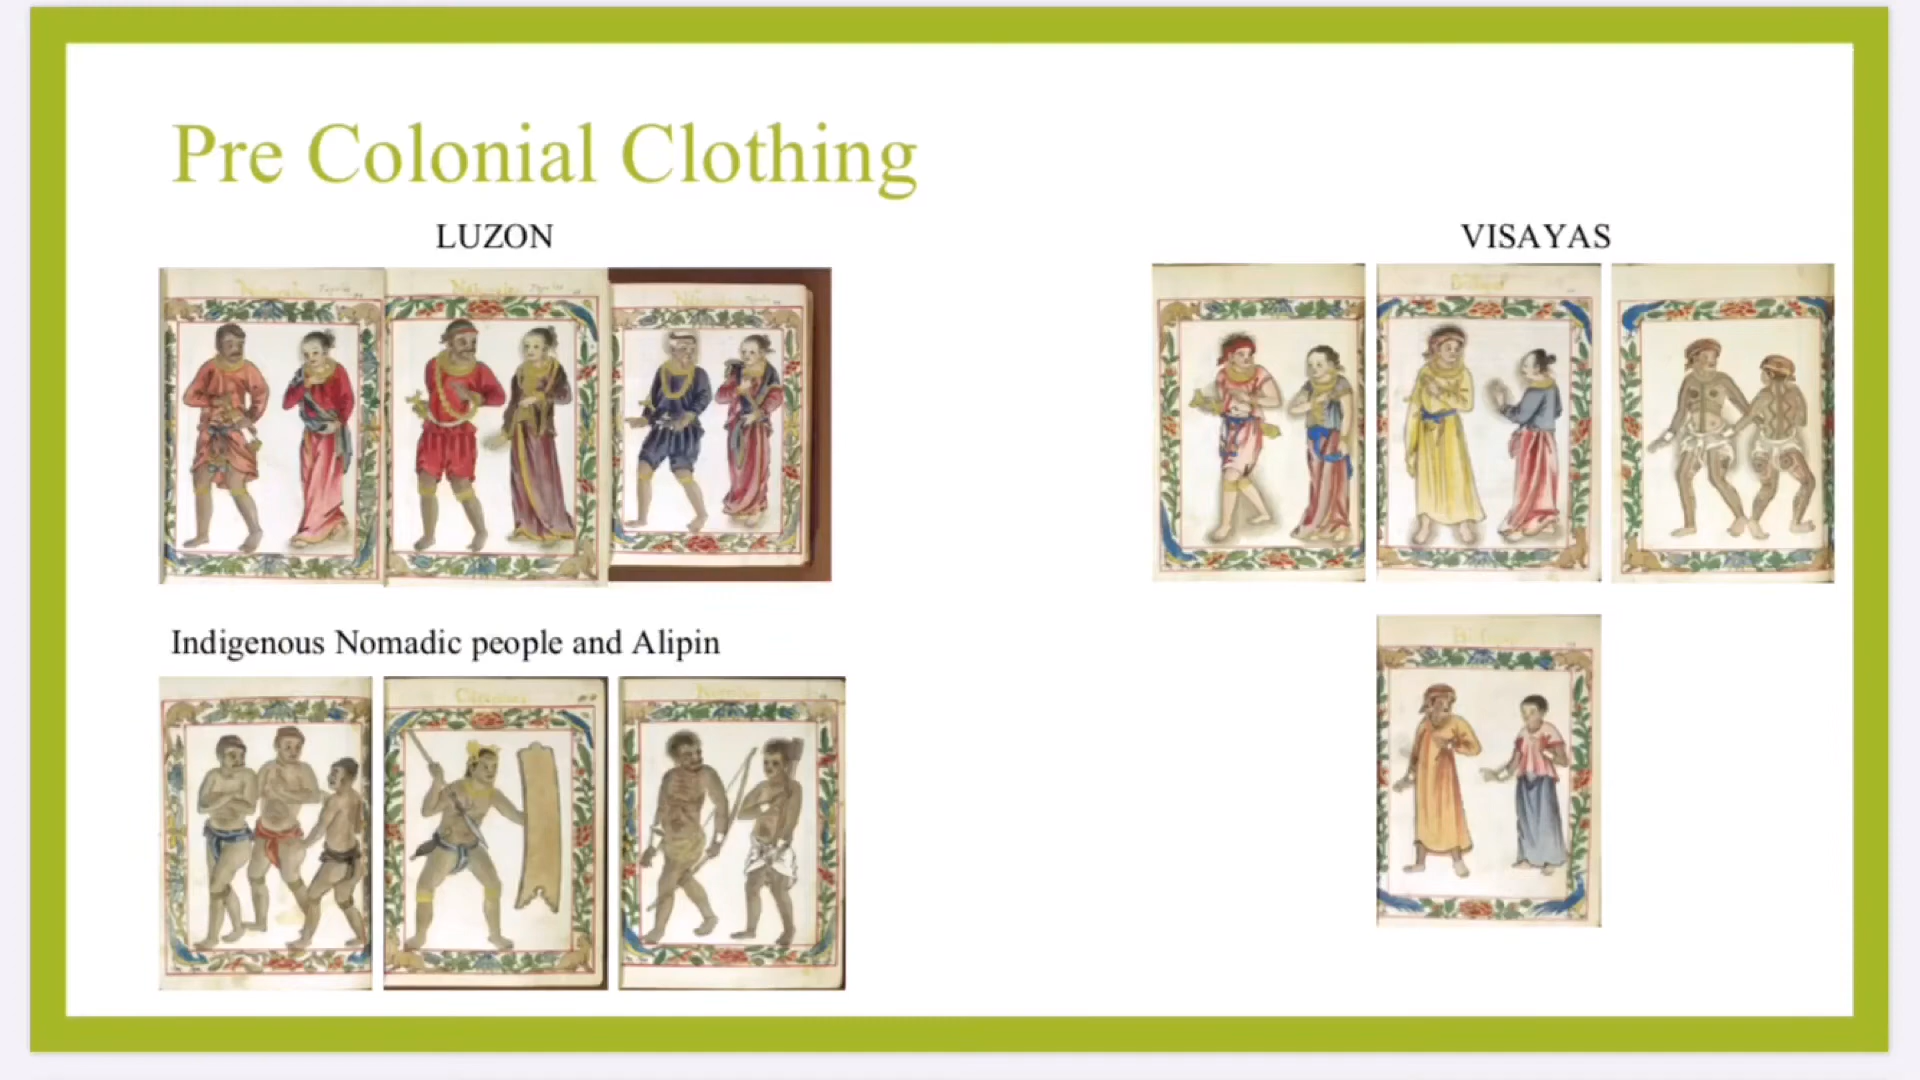 Pre Colonial Clothing
LUZON
VISAYAS
Indigenous Nomadic people and Alipin